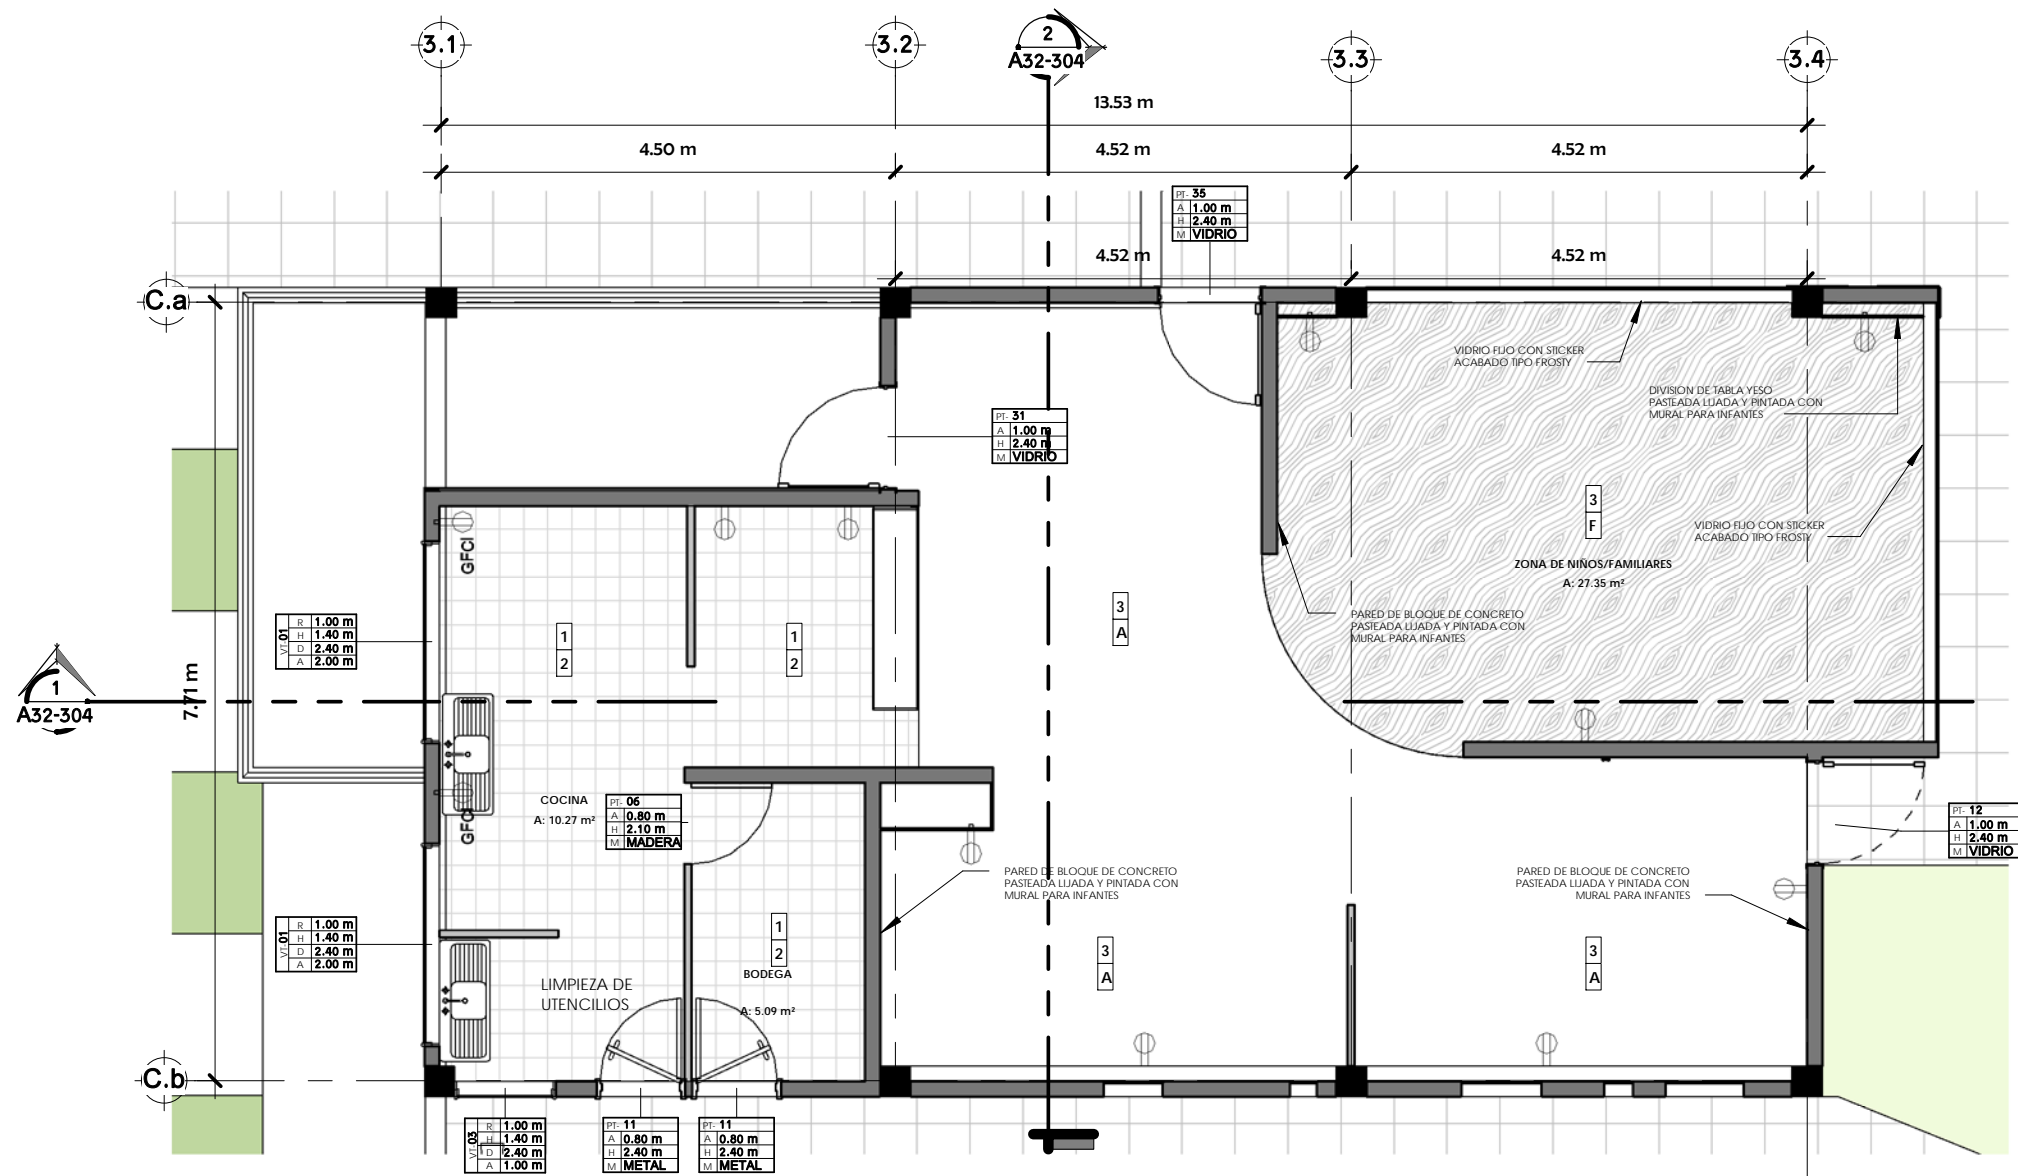 3.1
3.2
2
A32-304
3.3
3.4
13.53 m
4.50 m
4.52 m
4.52 m
PT- 35
A 1.00 m
H 2.40 m
M VIDRIO
4.52 m
4.52 m
C.a
VIDRIO FIJO CON STICKER
ACABADO TIPO FROSTY
DIVISION DE TABLA YESO
PASTEADA LIJADA Y PINTADA CON
MURAL PARA INFANTES
PT- 31
A 1.00 m
H 2.40 m
M VIDRIO
3
F
VIDRIO FIJO CON STICKER
ACABADO TIPO FROSTY
GFCI
ZONA DE NIÑOS/FAMILIARES
A: 27.35 m²
PARED DE BLOQUE DE CONCRETO
PASTEADA LIJADA Y PINTADA CON
MURAL PARA INFANTES
3
A
1
2
1
2
VT-01
R 1.00 m
H 1.40 m
D 2.40 m
A 2.00 m
7.71 m
1
A32-304
COCINA
A: 10.27 m²
GFCI
PT- 06
A 0.80 m
H 2.10 m
M MADERA
PT- 12
A 1.00 m
H 2.40 m
M VIDRIO
PARED DE BLOQUE DE CONCRETO
PASTEADA LIJADA Y PINTADA CON
MURAL PARA INFANTES
PARED DE BLOQUE DE CONCRETO
PASTEADA LIJADA Y PINTADA CON
MURAL PARA INFANTES
VT-01
R 1.00 m
H 1.40 m
D 2.40 m
A 2.00 m
1
2
BODEGA
A: 5.09 m²
LIMPIEZA DE
UTENCILIOS
3
A
3
A
C.b
VT-03
R 1.00 m
H 1.40 m
D 2.40 m
A 1.00 m
PT- 11
A 0.80 m
H 2.40 m
M METAL
PT- 11
A 0.80 m
H 2.40 m
M METAL